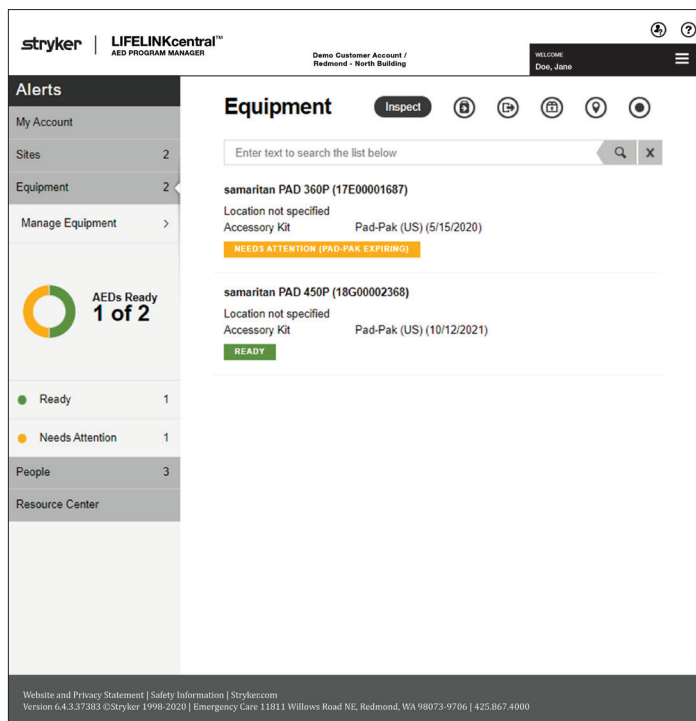 stryker
LIFELINKcentral™
AED PROGRAM MANAGER
Demo Customer Account /
Redmond - North Building
WELCOME
Doe, Jane
?
Alerts
My Account
Sites 2
Equipment 2
Manage Equipment >
AEDs Ready
1 of 2
Ready 1
Needs Attention 1
People 3
Resource Center
Equipment
Inspect
Enter text to search the list below
X
samaritan PAD 360P (17E00001687)
Location not specified
Accessory Kit Pad-Pak (US) (5/15/2020)
NEEDS ATTENTION (PAD-PAK EXPIRING)
samaritan PAD 450P (18G00002368)
Location not specified
Accessory Kit Pad-Pak (US) (10/12/2021)
READY
Website and Privacy Statement | Safety Information | Stryker.com
Version 6.4.3.37383 ©Stryker 1998-2020 | Emergency Care 11811 Willows Road NE, Redmond, WA 98073-9706 | 425.867.4000